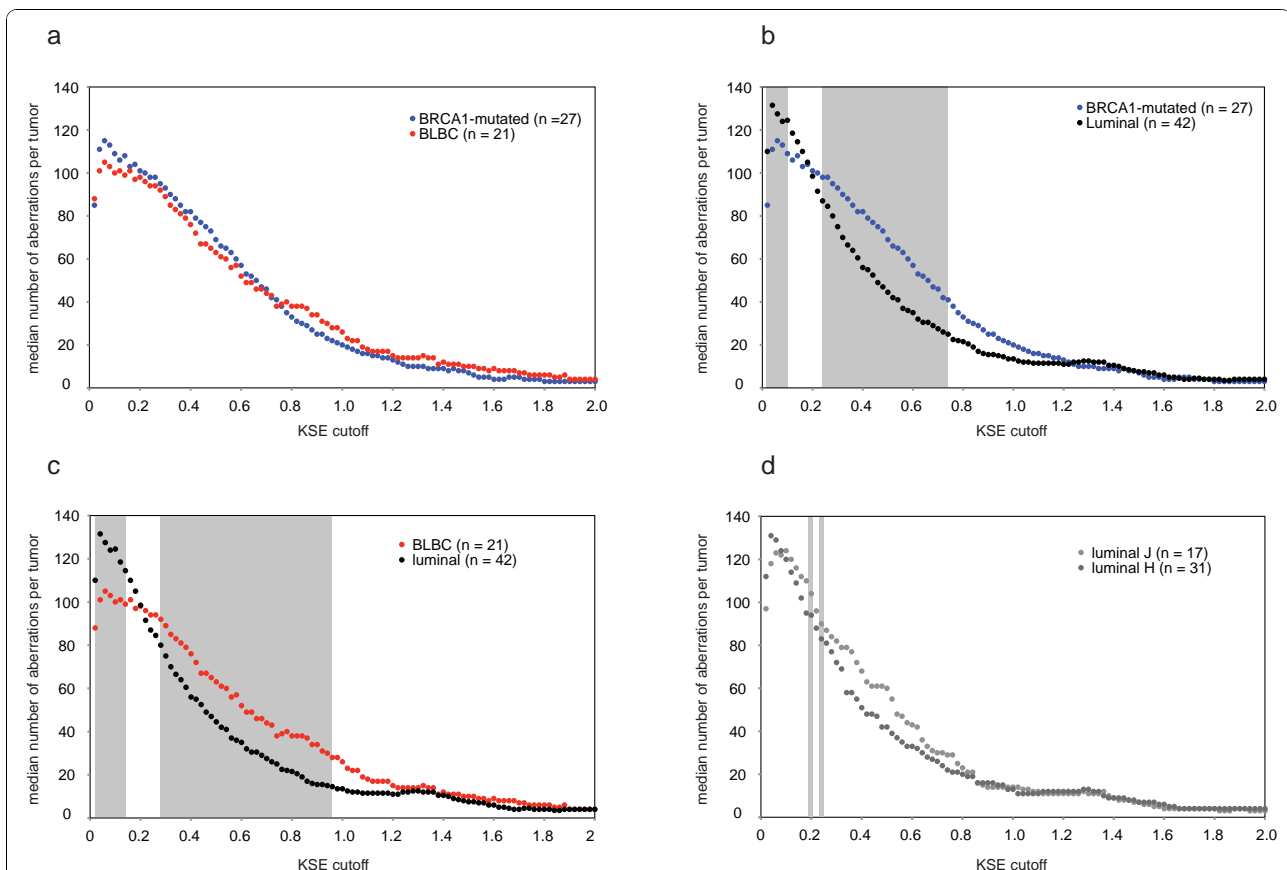 a
median number of aberrations per tumor
140
120
100
80
60
40
20
0
BRCA1-mutated (n =27)
BLBC (n = 21)
0 0.2 0.4 0.6 0.8 1.0 1.2 1.4 1.6 1.8 2.0
KSE cutoff
b
median number of aberrations per tumor
140
120
100
80
60
40
20
0
BRCA1-mutated (n = 27)
Luminal (n = 42)
0 0.2 0.4 0.6 0.8 1.0 1.2 1.4 1.6 1.8 2.0
KSE cutoff
c
median number of aberrations per tumor
140
120
100
80
60
40
20
0
BLBC (n = 21)
luminal (n = 42)
0 0.2 0.4 0.6 0.8 1.0 1.2 1.4 1.6 1.8 2
KSE cutoff
d
median number of aberrations per tumor
140
120
100
80
60
40
20
0
luminal J (n = 17)
luminal H (n = 31)
0 0.2 0.4 0.6 0.8 1.0 1.2 1.4 1.6 1.8 2.0
KSE cutoff